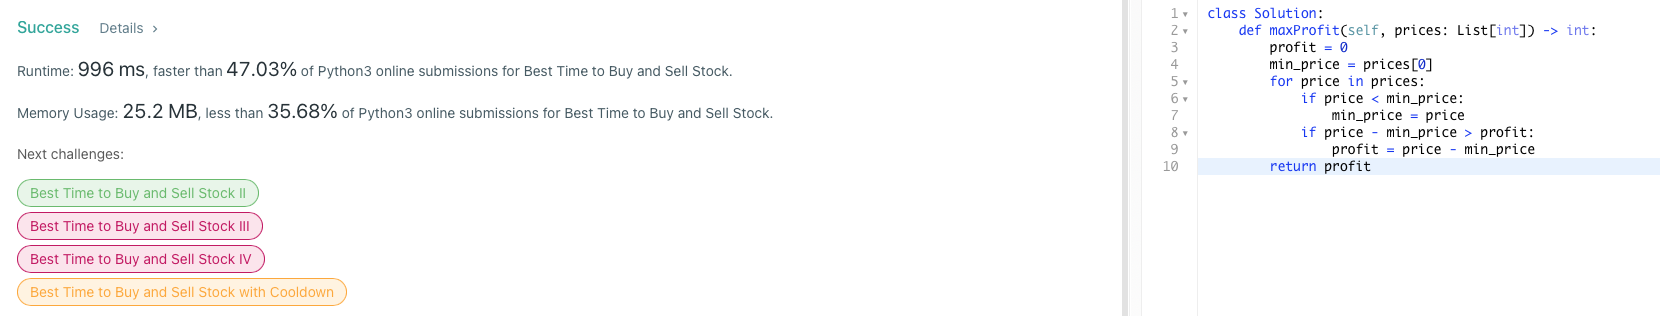 Success Details ›
Runtime: 996 ms, faster than 47.03% of Python3 online submissions for Best Time to Buy and Sell Stock.
Memory Usage: 25.2 MB, less than 35.68% of Python3 online submissions for Best Time to Buy and Sell Stock.
Next challenges:
Best Time to Buy and Sell Stock II
Best Time to Buy and Sell Stock III
Best Time to Buy and Sell Stock IV
Best Time to Buy and Sell Stock with Cooldown
1 class Solution:
2     def maxProfit(self, prices: List[int]) -> int:
3         profit = 0
4         min_price = prices[0]
5         for price in prices:
6             if price < min_price:
7                 min_price = price
8             if price - min_price > profit:
9                 profit = price - min_price
10         return profit